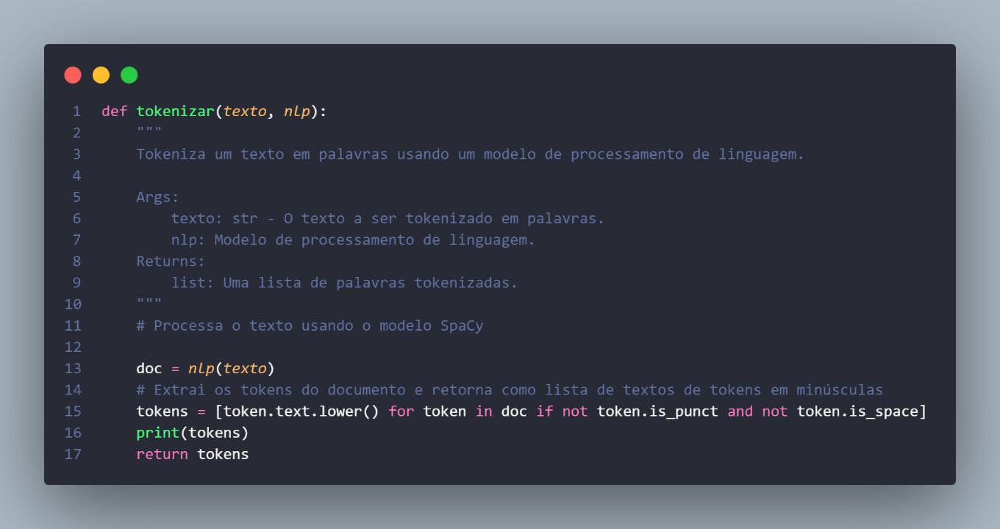 1 def tokenizar(texto, nlp):
2 """
3 Tokeniza um texto em palavras usando um modelo de processamento de linguagem.
4
5 Args:
6 texto: str - O texto a ser tokenizado em palavras.
7 nlp: Modelo de processamento de linguagem.
8 Returns:
9 list: Uma lista de palavras tokenizadas.
10 """
11 # Processa o texto usando o modelo SpaCy
12
13 doc = nlp(texto)
14 # Extrai os tokens do documento e retorna como lista de textos de tokens em minúsculas
15 tokens = [token.text.lower() for token in doc if not token.is_punct and not token.is_space]
16 print(tokens)
17 return tokens